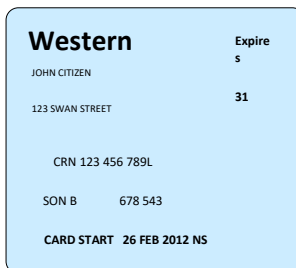 Western
Expire
s
JOHN CITIZEN
31
123 SWAN STREET
CRN 123 456 789L
SON B 678 543
CARD START 26 FEB 2012 NS